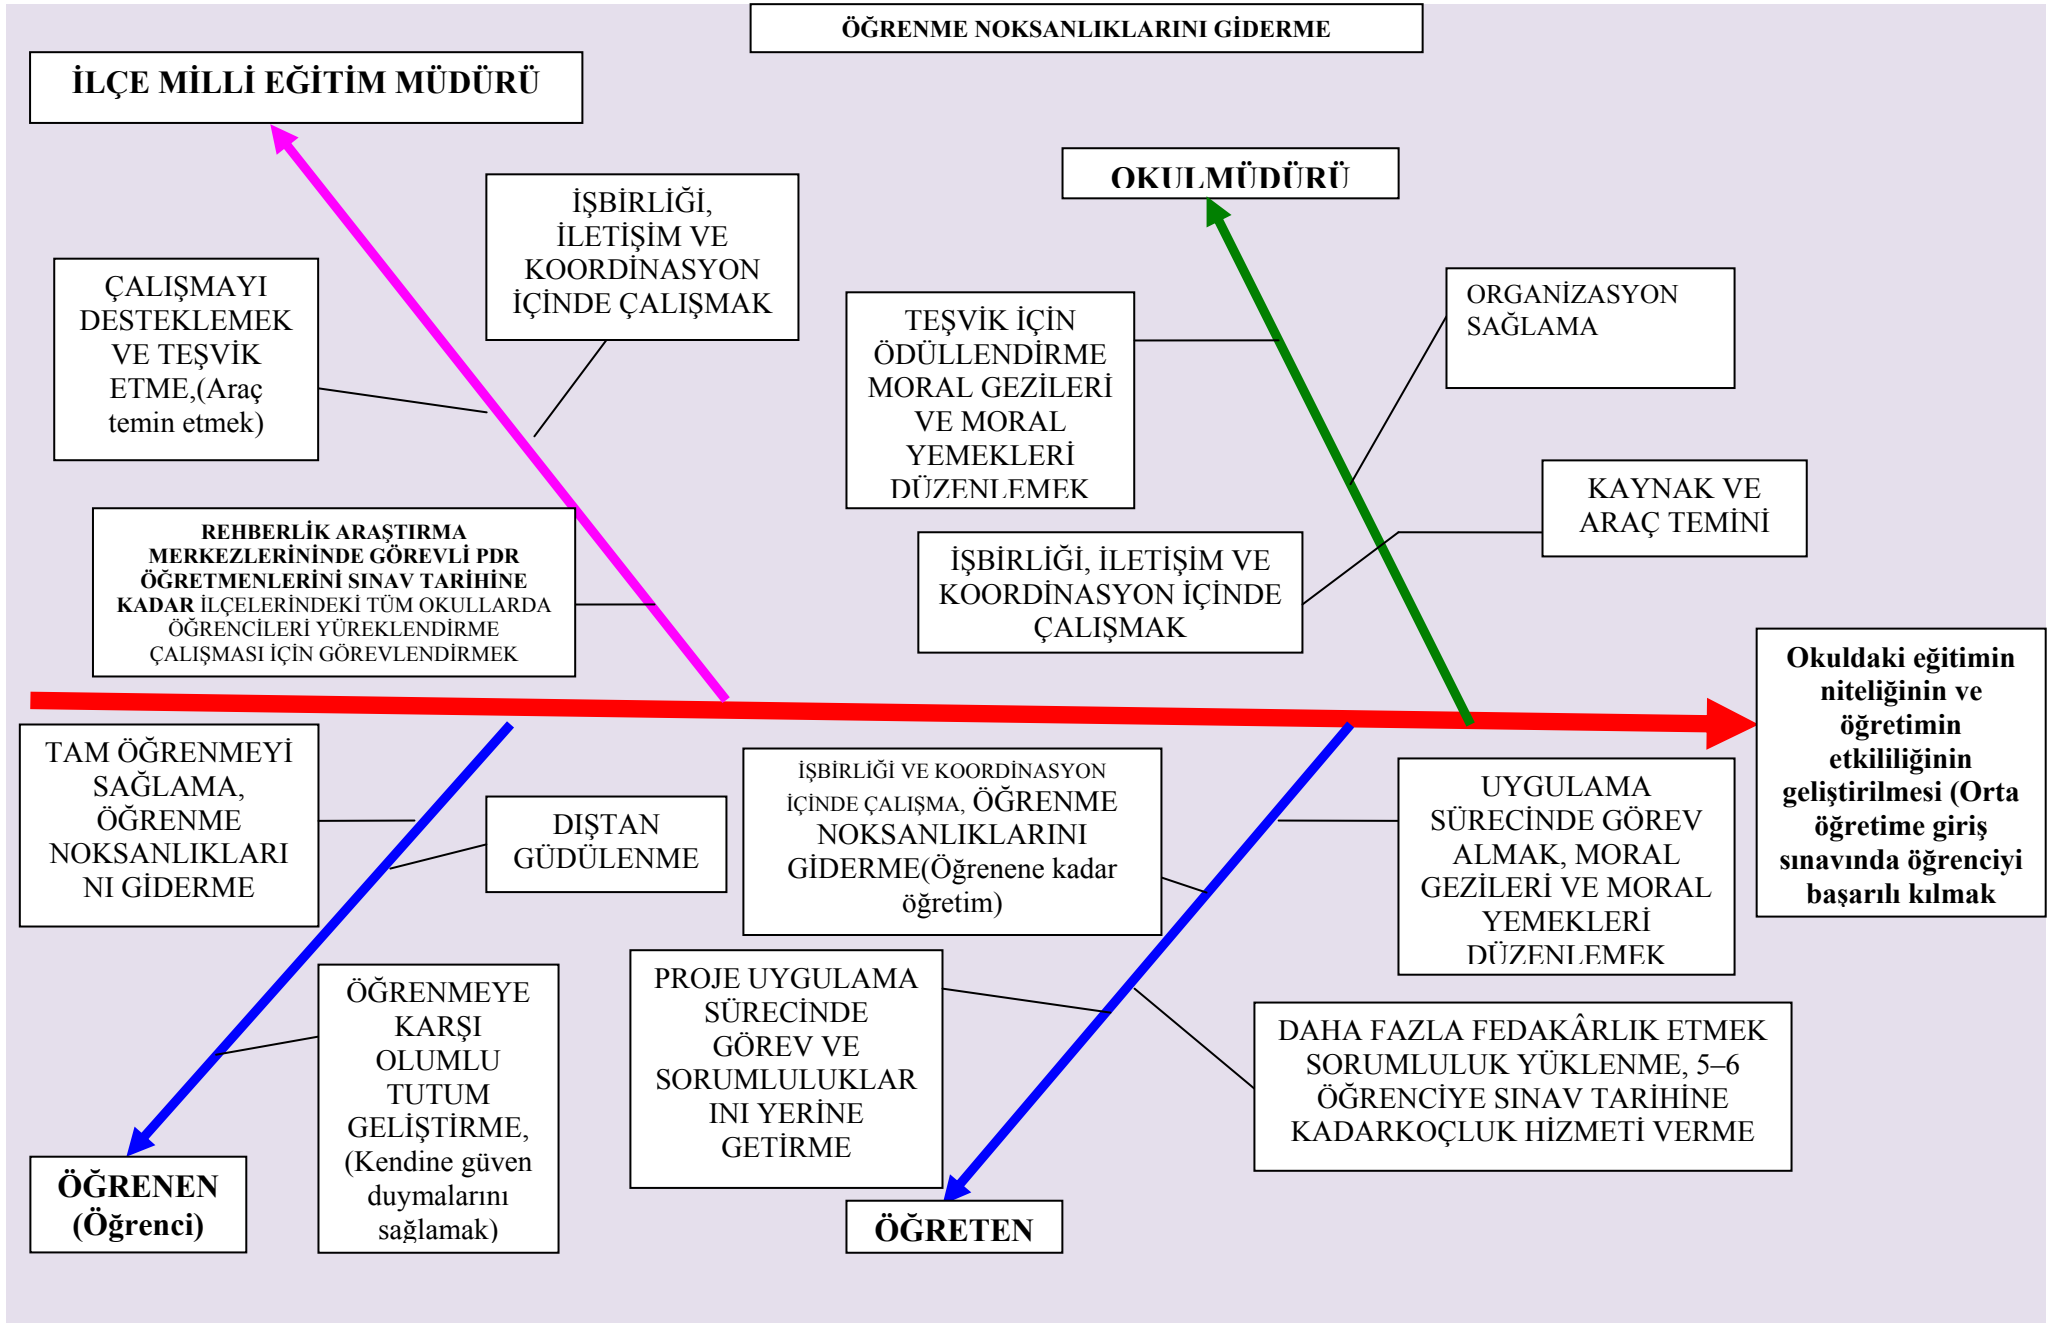 ÖĞRENME NOKSANLIKLARINI GİDERME
İLÇE MİLLİ EĞİTİM MÜDÜRÜ
OKULMÜDÜRÜ
İŞBİRLİĞİ,
İLETİŞİM VE
KOORDİNASYON
İÇİNDE ÇALIŞMAK
ÇALIŞMAYI
DESTEKLEMEK
VE TEŞVİK
ETME,(Araç
temin etmek)
TEŞVİK İÇİN
ÖDÜLLENDİRME
MORAL GEZİLERİ
VE MORAL
YEMEKLERİ
DÜZENLEMEK
ORGANİZASYON
SAĞLAMA
KAYNAK VE
ARAÇ TEMİNİ
REHBERLİK ARAŞTIRMA
MERKEZLERİNİNDE GÖREVLİ PDR
ÖĞRETMENLERİNİ SINAV TARİHİNE
KADAR İLÇELERİNDEKİ TÜM OKULLARDA
ÖĞRENCİLERİ YÜREKLENDİRME
ÇALIŞMASI İÇİN GÖREVLENDİRMEK
İŞBİRLİĞİ, İLETİŞİM VE
KOORDİNASYON İÇİNDE
ÇALIŞMAK
Okuldaki eğitimin
niteliğinin ve
öğretimin
etkililiğinin
geliştirilmesi (Orta
öğretime giriş
sınavında öğrenciyi
başarılı kılmak
TAM ÖĞRENMEYİ
SAĞLAMA,
ÖĞRENME
NOKSANLIKLARI
NI GİDERME
DIŞTAN
GÜDÜLENME
İŞBİRLİĞİ VE KOORDİNASYON
İÇİNDE ÇALIŞMA, ÖĞRENME
NOKSANLIKLARINI
GİDERME(Öğrenene kadar
öğretim)
UYGULAMA
SÜRECİNDE GÖREV
ALMAK, MORAL
GEZİLERİ VE MORAL
YEMEKLERİ
DÜZENLEMEK
ÖĞRENMEYE
KARŞI
OLUMLU
TUTUM
GELİŞTİRME,
(Kendine güven
duymalarını
sağlamak)
PROJE UYGULAMA
SÜRECİNDE
GÖREV VE
SORUMLULUKLAR
INI YERİNE
GETİRME
DAHA FAZLA FEDAKÂRLIK ETMEK
SORUMLULUK YÜKLENME, 5–6
ÖĞRENCİYE SINAV TARİHİNE
KADARKOÇLUK HİZMETİ VERME
ÖĞRENEN
(Öğrenci)
ÖĞRETEN